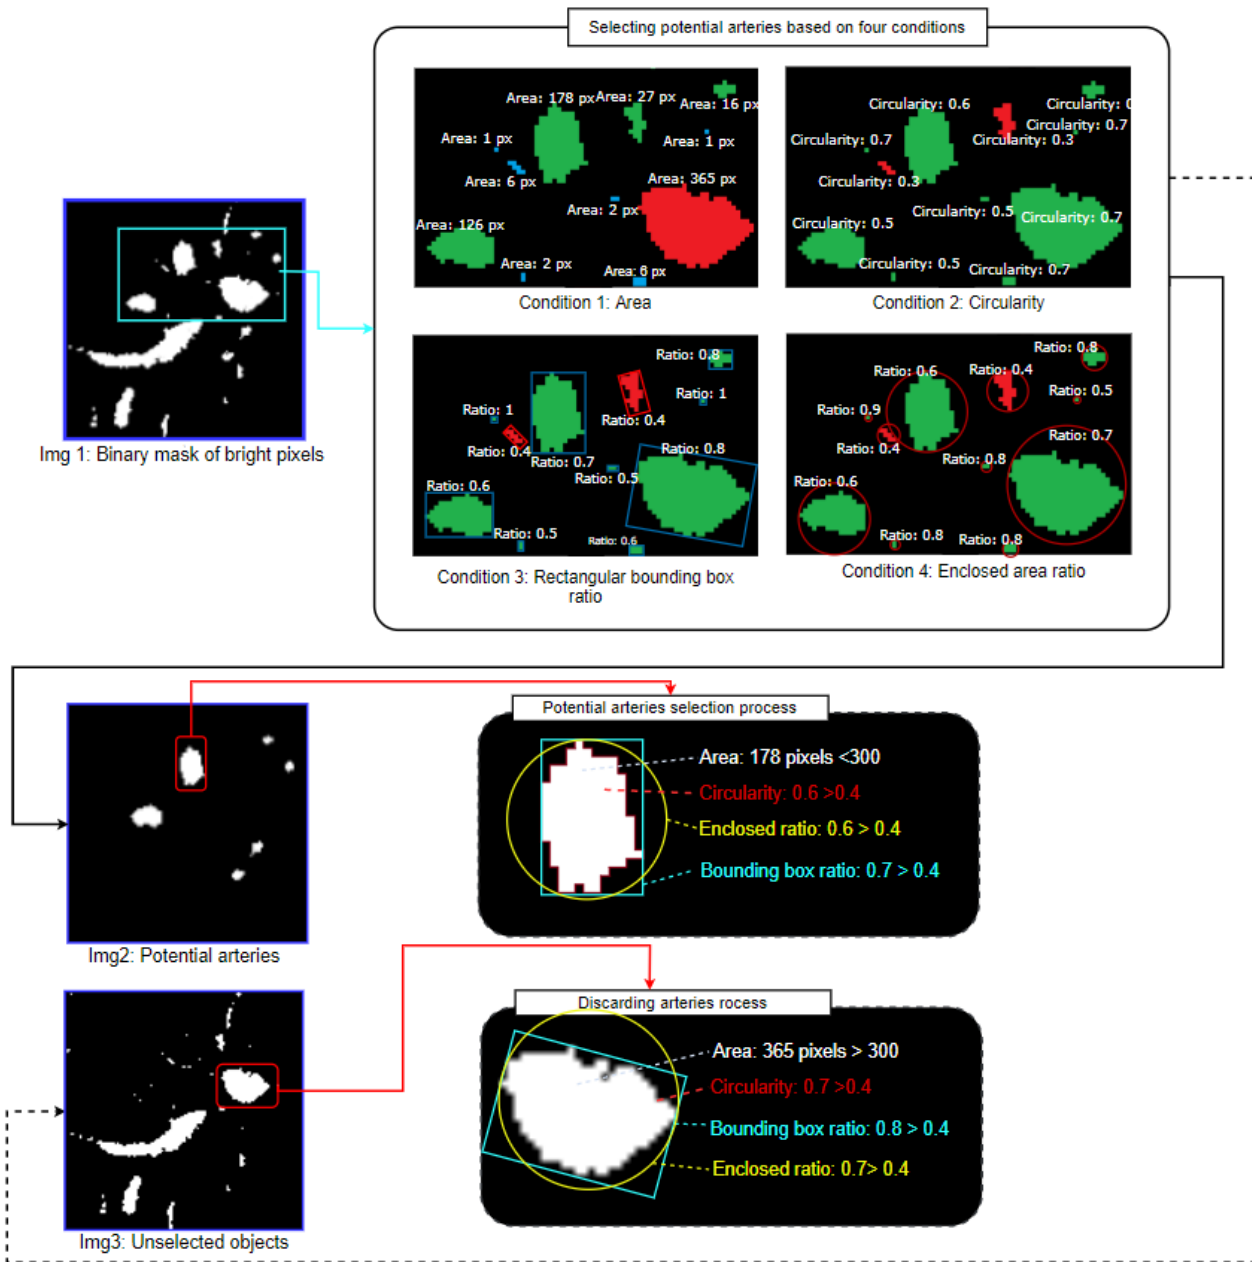 Selecting potential arteries based on four conditions
Area: 178 px
Area: 27 px
Area: 16 px
Area: 1 px
Area: 1 px
Area: 6 px
Area: 365 px
Area: 2 px
Area: 126 px
Area: 2 px
Area: 6 px
Condition 1: Area
Circularity: 0.6
Circularity: 0
Circularity: 0.7
Circularity: 0.7
Circularity: 0.3
Circularity: 0.3
Circularity: 0.5
Circularity: 0.7
Circularity: 0.5
Circularity: 0.5
Circularity: 0.7
Condition 2: Circularity
Ratio: 0.8
Ratio: 1
Ratio: 1
Ratio: 0.4
Ratio: 0.4
Ratio: 0.8
Ratio: 0.7
Ratio: 0.5
Ratio: 0.6
Ratio: 0.5
Ratio: 0.6
Condition 3: Rectangular bounding box
ratio
Ratio: 0.8
Ratio: 0.6
Ratio: 0.4
Ratio: 0.5
Ratio: 0.9
Ratio: 0.7
Ratio: 0.4
Ratio: 0.8
Ratio: 0.6
Ratio: 0.8
Ratio: 0.8
Condition 4: Enclosed area ratio
Img 1: Binary mask of bright pixels
Potential arteries selection process
Area: 178 pixels <300
Circularity: 0.6 >0.4
Enclosed ratio: 0.6 > 0.4
Bounding box ratio: 0.7 > 0.4
Img2: Potential arteries
Discarding arteries rocess
Area: 365 pixels > 300
Circularity: 0.7 >0.4
Bounding box ratio: 0.8 > 0.4
Enclosed ratio: 0.7> 0.4
Img3: Unselected objects